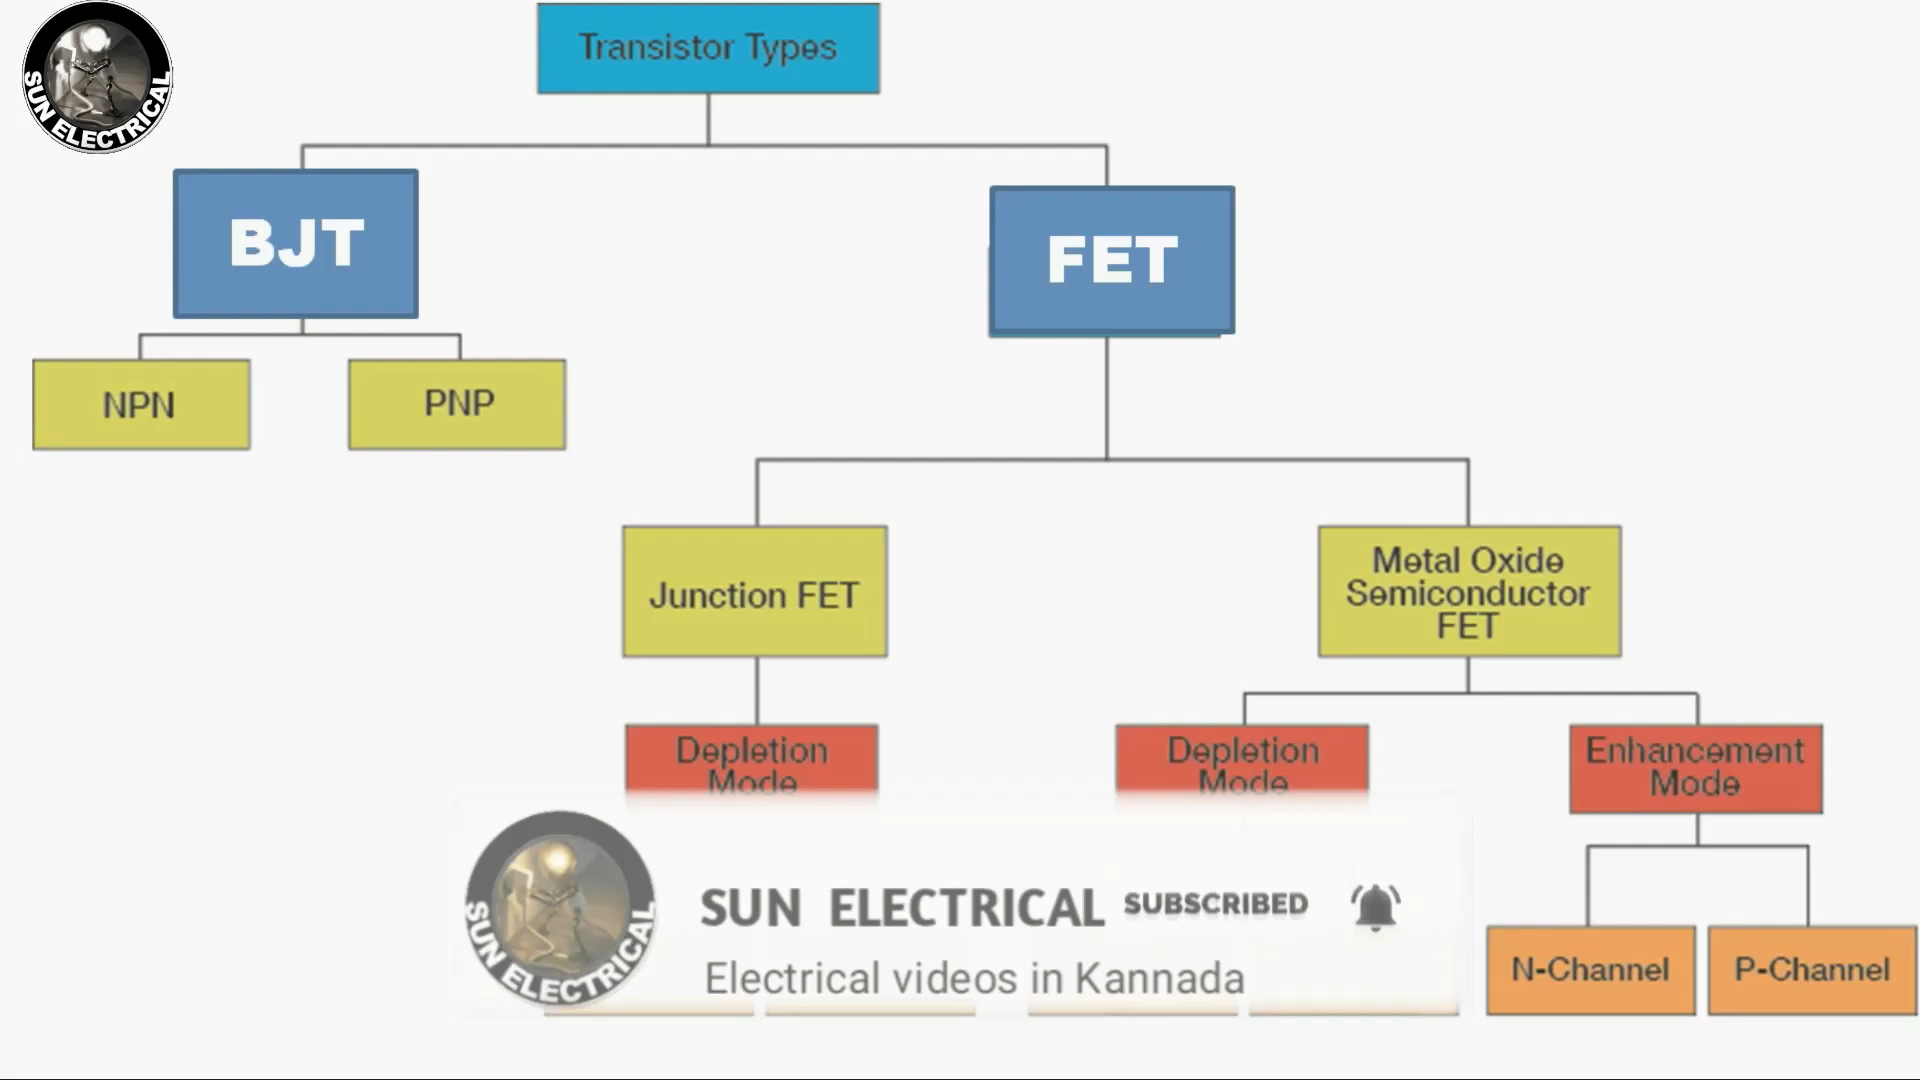 SUN ELECTRICAL
Transistor Types
BJT
FET
NPN
PNP
Junction FET
Metal Oxide
Semiconductor
FET
Depletion
Mode
Depletion
Mode
Enhancement
Mode
SUN ELECTRICAL
SUN ELECTRICAL
SUBSCRIBED
Electrical videos in Kannada
N-Channel
P-Channel